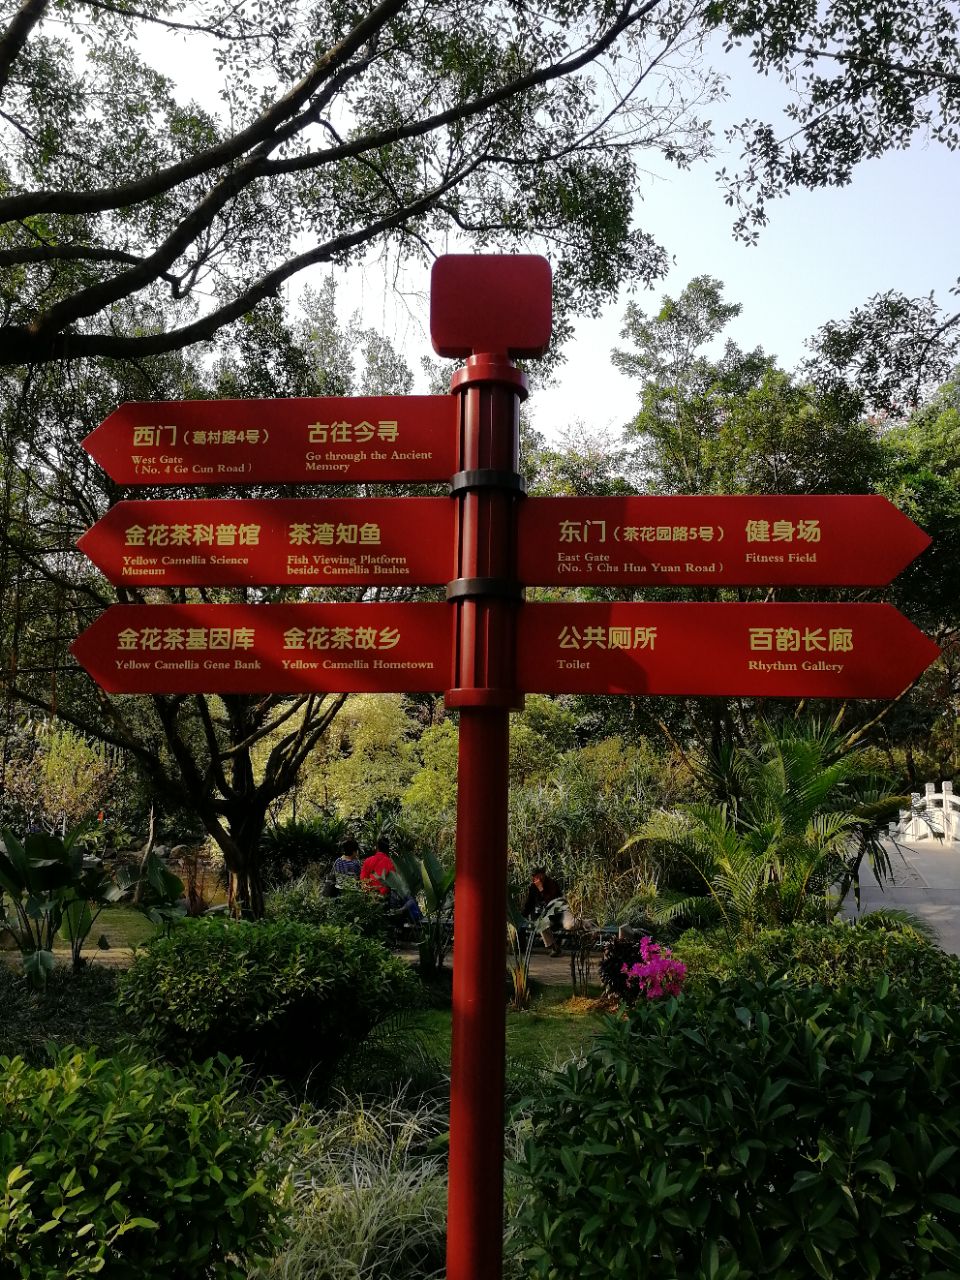 西门（葛村路4号）
West Gate
（No. 4 Ge Cun Road）
古往今寻
Go through the Ancient
Memory
金花茶科普馆
Yellow Camellia Science
Museum
茶湾知鱼
Fish Viewing Platform
beside Camellia Bushes
东门（茶花园路5号）
East Gate
(No. 5 Cha Hua Yuan Road）
健身场
Fitness Field
金花茶基因库
Yellow Camellia Gene Bank
金花茶故乡
Yellow Camellia Hometown
公共厕所
Toilet
百韵长廊
Rhythm Gallery